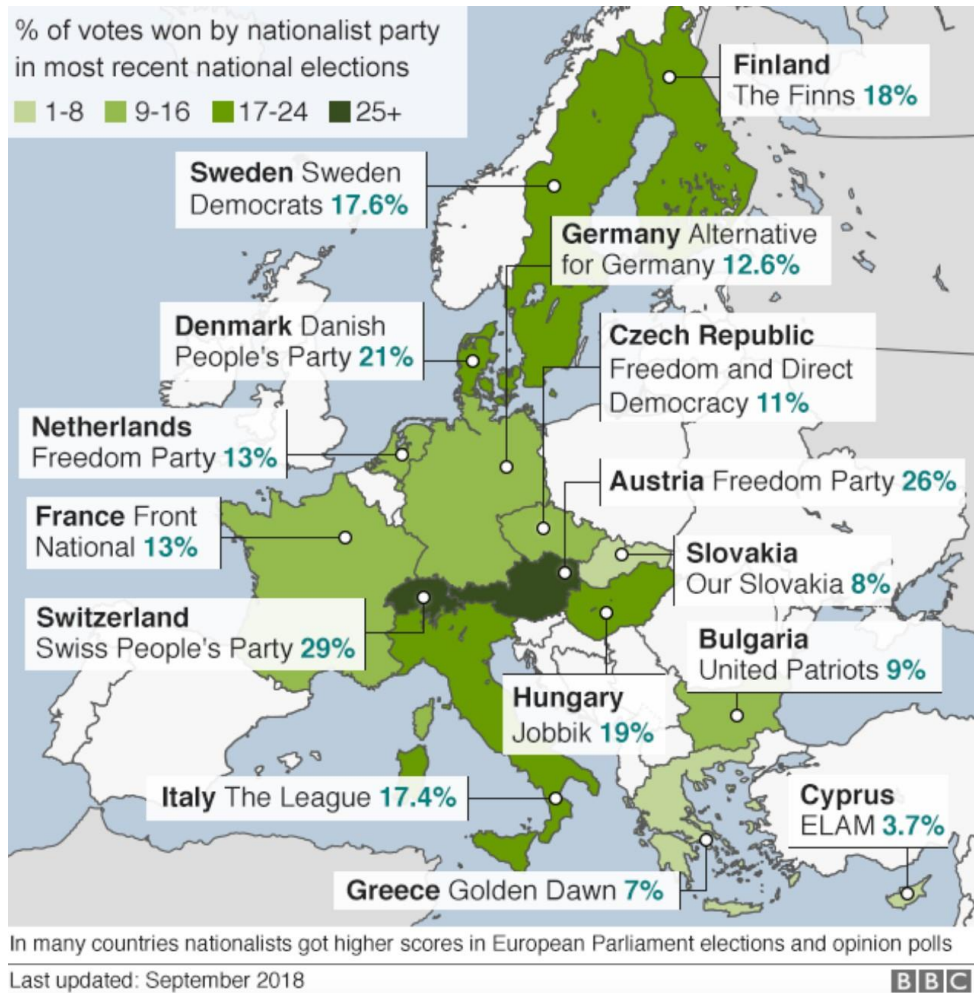 % of votes won by nationalist party
in most recent national elections
1-8 9-16 17-24 25+
Finland
The Finns 18%
Sweden Sweden
Democrats 17.6%
Germany Alternative
for Germany 12.6%
Denmark Danish
People's Party 21%
Czech Republic
Freedom and Direct
Democracy 11%
Netherlands
Freedom Party 13%
Austria Freedom Party 26%
France Front
National 13%
Slovakia
Our Slovakia 8%
Switzerland
Swiss People's Party 29%
Bulgaria
United Patriots 9%
Hungary
Jobbik 19%
Italy The League 17.4%
Cyprus
ELAM 3.7%
Greece Golden Dawn 7%
In many countries nationalists got higher scores in European Parliament elections and opinion polls
Last updated: September 2018
BBC